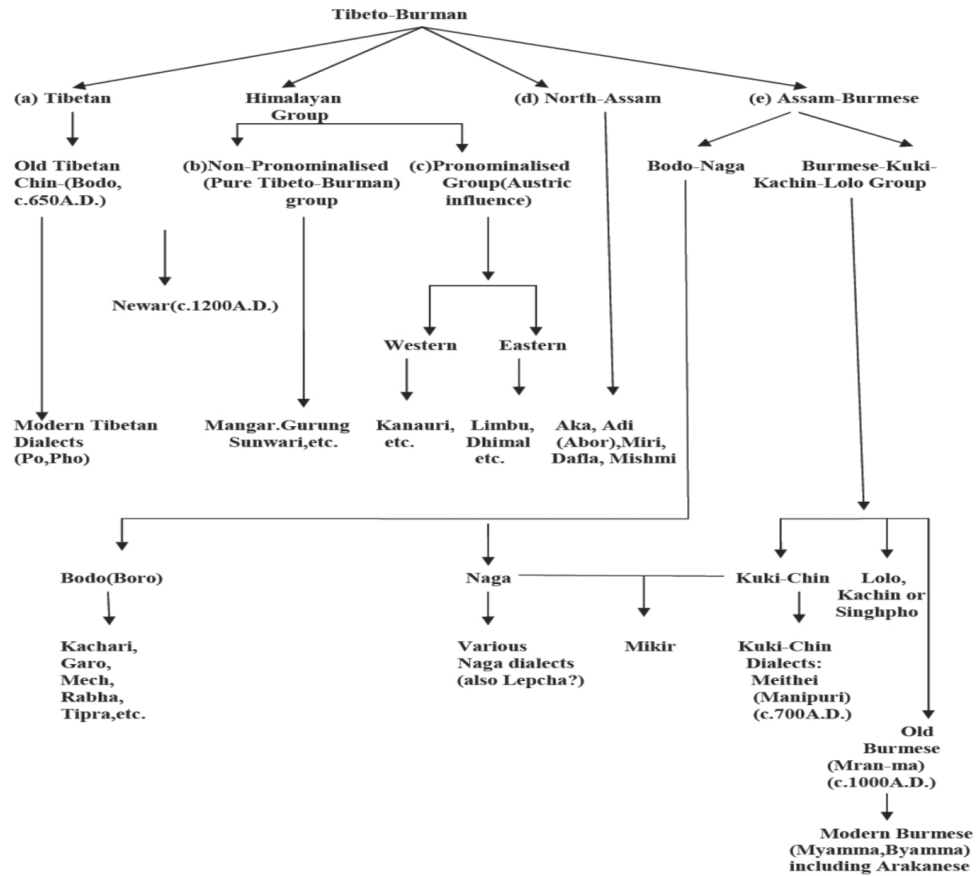 Tibeto-Burman
(a) Tibetan
Himalayan
Group
(d) North-Assam
(e) Assam-Burmese
Old Tibetan
Chin-(Bodo,
c.650A.D.)
(b)Non-Pronominalised
(Pure Tibeto-Burman)
group
(c)Pronominalised
Group(Austric
influence)
Bodo-Naga
Burmese-Kuki-
Kachin-Lolo Group
Newar(c.1200A.D.)
Western
Eastern
Modern Tibetan
Dialects
(Po,Pho)
Mangar.Gurung
Sunwari,etc.
Kanauri,
etc.
Limbu,
Dhimal
etc.
Aka, Adi
(Abor),Miri,
Dafla, Mishmi
Bodo(Boro)
Naga
Kuki-Chin
Lolo,
Kachin or
Singhpho
Kachari,
Garo,
Mech,
Rabha,
Tipra,etc.
Various
Naga dialects
(also Lepcha?)
Mikir
Kuki-Chin
Dialects:
Meithei
(Manipuri)
(c.700A.D.)
Old
Burmese
(Mran-ma)
(c.1000A.D.)
Modern Burmese
(Myamma,Byamma)
including Arakanese